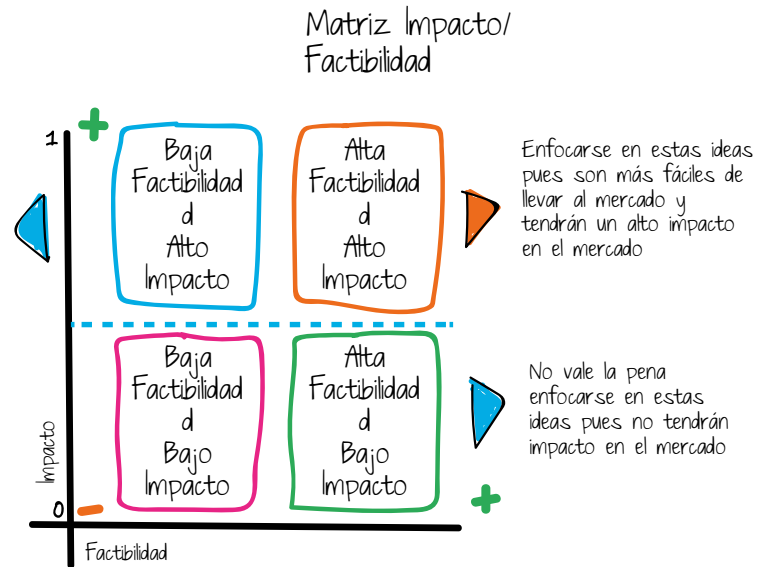 Matriz Impacto/
Factibilidad
1
Baja
Factibilidad
d
Alto
Impacto
Alta
Factibilidad
d
Alto
Impacto
Enfocarse en estas ideas
pues son más fáciles de
llevar al mercado y
tendrán un alto impacto
en el mercado
Baja
Factibilidad
d
Bajo
Impacto
Alta
Factibilidad
d
Bajo
Impacto
No vale la pena
enfocarse en estas
ideas pues no tendrán
impacto en el mercado
Impacto
0
Factibilidad